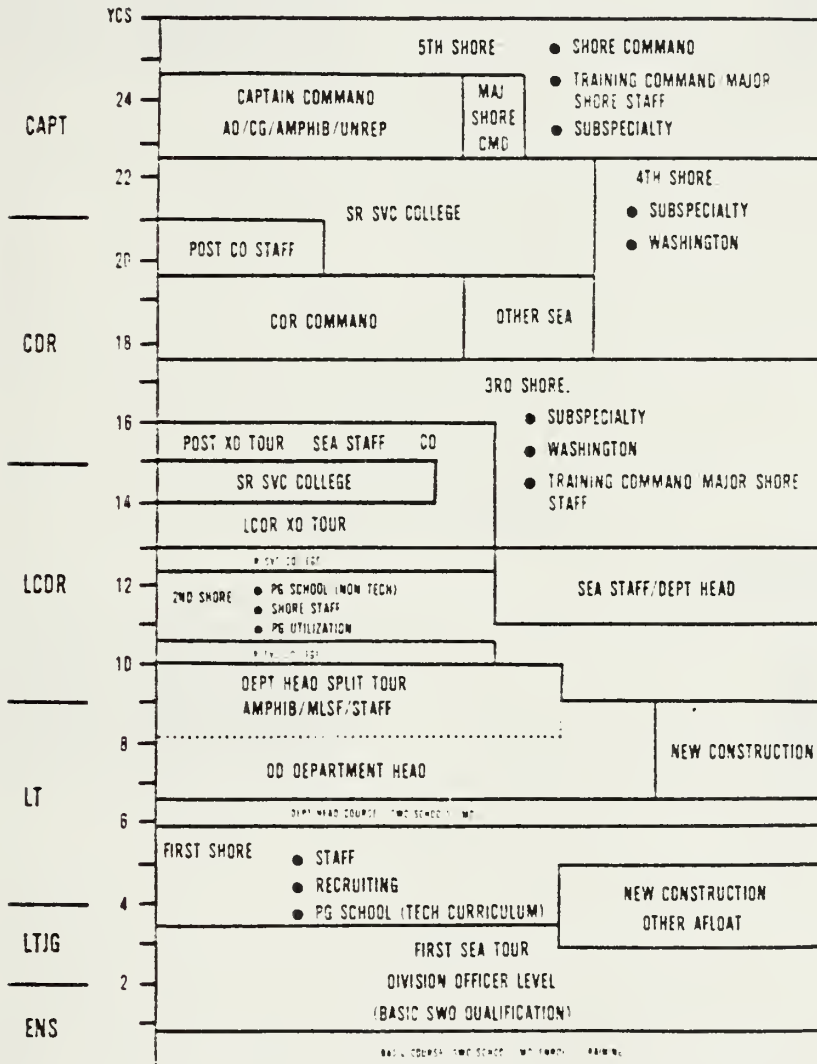 YCS
5TH SHORE
● SHORE COMMAND
● TRAINING COMMAND/MAJOR
SHORE STAFF
● SUBSPECIALTY
24
CAPTAIN COMMAND
AO/CG/AMPHIB/UNREP
MAJ
SHORE
CMD
CAPT
22
4TH SHORE
● SUBSPECIALTY
● WASHINGTON
SR SVC COLLEGE
POST CO STAFF
20
CDR COMMAND
OTHER SEA
CDR
18
3RD SHORE.
● SUBSPECIALTY
● WASHINGTON
● TRAINING COMMAND/MAJOR SHORE
STAFF
16
POST XO TOUR SEA STAFF CO
SR SVC COLLEGE
14
LCDR XO TOUR
COLLEGE
LCDR
12
2ND SHORE
● PG SCHOOL (NON TECH)
● SHORE STAFF
● PG UTILIZATION
SEA STAFF/DEPT HEAD
10
DEPT HEAD SPLIT TOUR
AMPHIB/MLSF/STAFF
8
DD DEPARTMENT HEAD
NEW CONSTRUCTION
LT
DEPT HEAD COURSE
6
FIRST SHORE
● STAFF
● RECRUITING
● PG SCHOOL (TECH CURRICULUM)
NEW CONSTRUCTION
OTHER AFLOAT
4
LTJG
FIRST SEA TOUR
DIVISION OFFICER LEVEL
(BASIC SWO QUALIFICATION)
2
ENS
COURSE